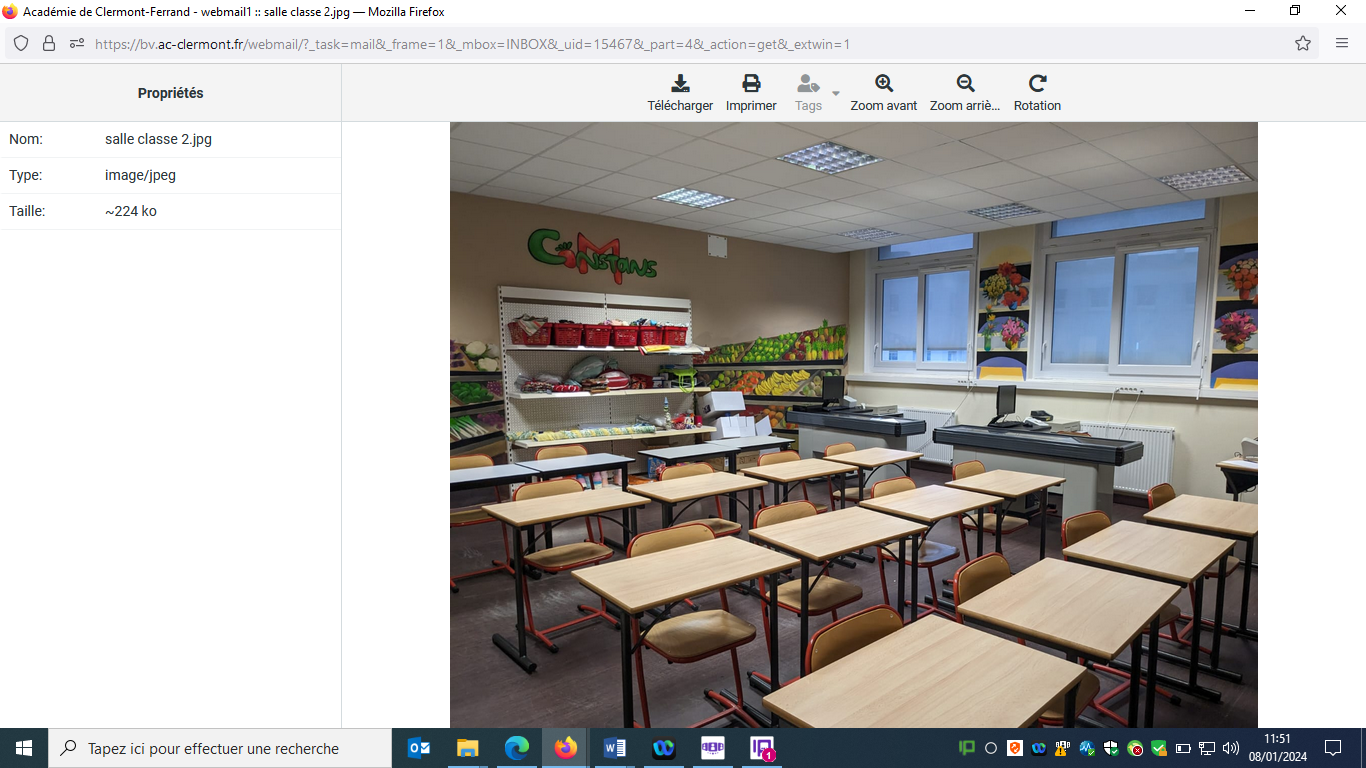 Académie de Clermont-Ferrand - webmail1 :: salle classe 2.jpg — Mozilla Firefox
https://bv.ac-clermont.fr/webmail/?_task=mail&_frame=1&_mbox=INBOX&_uid=15467&_part=4&_action=get&_extwin=1
Propriétés
Télécharger Imprimer Tags Zoom avant Zoom arriè... Rotation
Nom: salle classe 2.jpg
Type: image/jpeg
Taille: ~224 ko
Constans
Tapez ici pour effectuer une recherche
11:51
08/01/2024